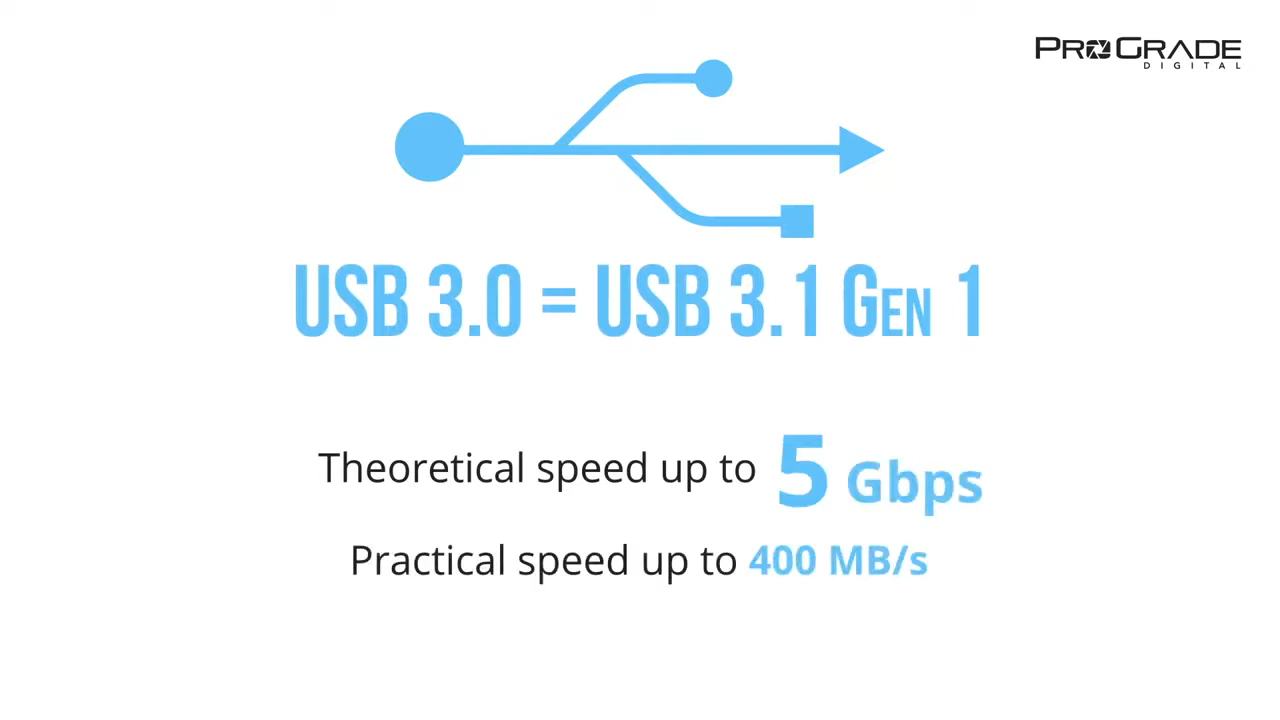 PROGRADE
DIGITAL
USB 3.0 = USB 3.1 GEN 1
Theoretical speed up to 5 Gbps
Practical speed up to 400 MB/s